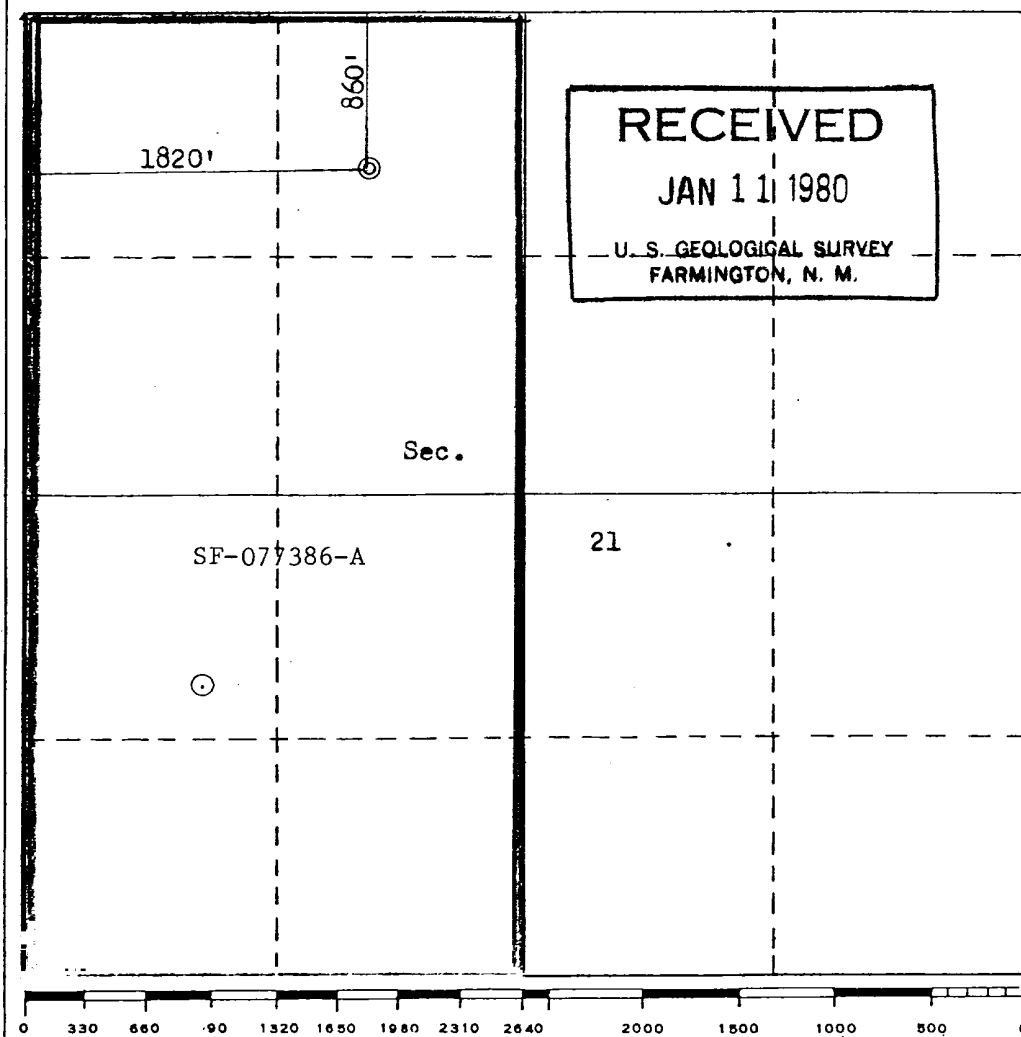 860'
1820'
RECEIVED
JAN 11 1980
U. S. GEOLOGICAL SURVEY
FARMINGTON, N. M.
Sec.
21
SF-077386-A
0 330 660 90 1320 1650 1980 2310 2640 2000 1500 1000 500